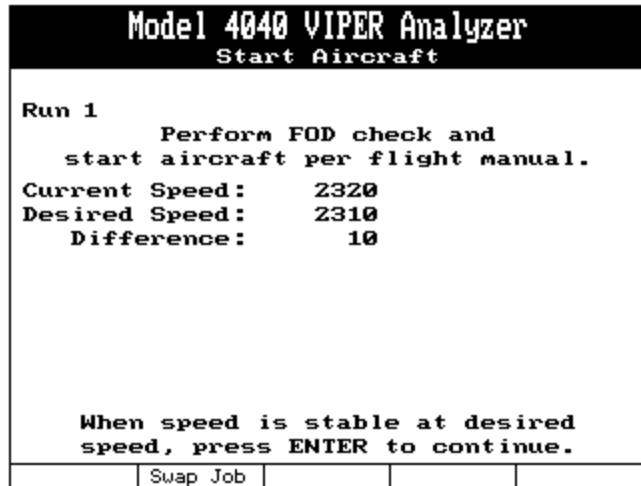 Model 4040 VIPER Analyzer
Start Aircraft
Run 1
Perform FOD check and
start aircraft per flight manual.
Current Speed: 2320
Desired Speed: 2310
Difference: 10
When speed is stable at desired
speed, press ENTER to continue.
Swap Job